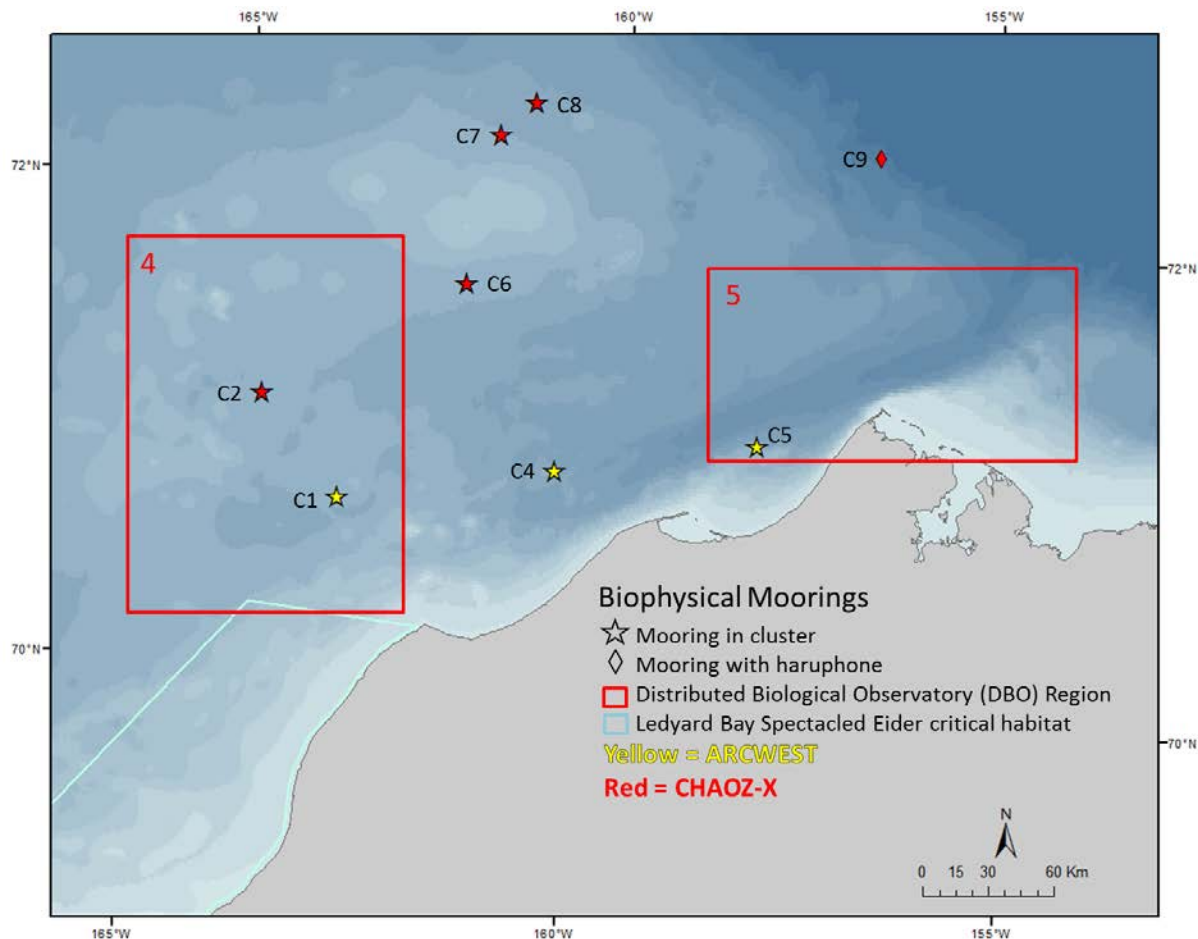 165°W
160°W
155°W
C8
C7
72°N
C9
4
72°N
C6
5
C2
C5
C4
C1
Biophysical Moorings
Mooring in cluster
Mooring with haruphone
70°N
Distributed Biological Observatory (DBO) Region
Ledyard Bay Spectacled Eider critical habitat
70°N
Yellow = ARCWEST
Red = CHAOZ-X
N
0 15 30 60 Km
165°W
160°W
155°W